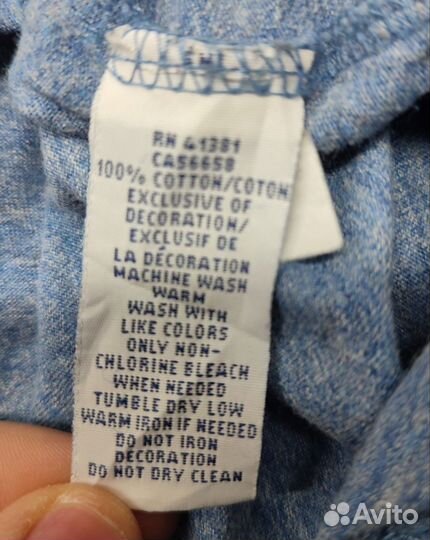 RN 41381
CA56658
100% COTTON/COTON
EXCLUSIVE OF
DECORATION/
EXCLUSIF DE
LA DÉCORATION
MACHINE WASH
WARM
WASH WITH
LIKE COLORS
ONLY NON-
CHLORINE BLEACH
WHEN NEEDED
TUMBLE DRY LOW
WARM IRON IF NEEDED
DO NOT IRON
DECORATION
DO NOT DRY CLEAN
Avito